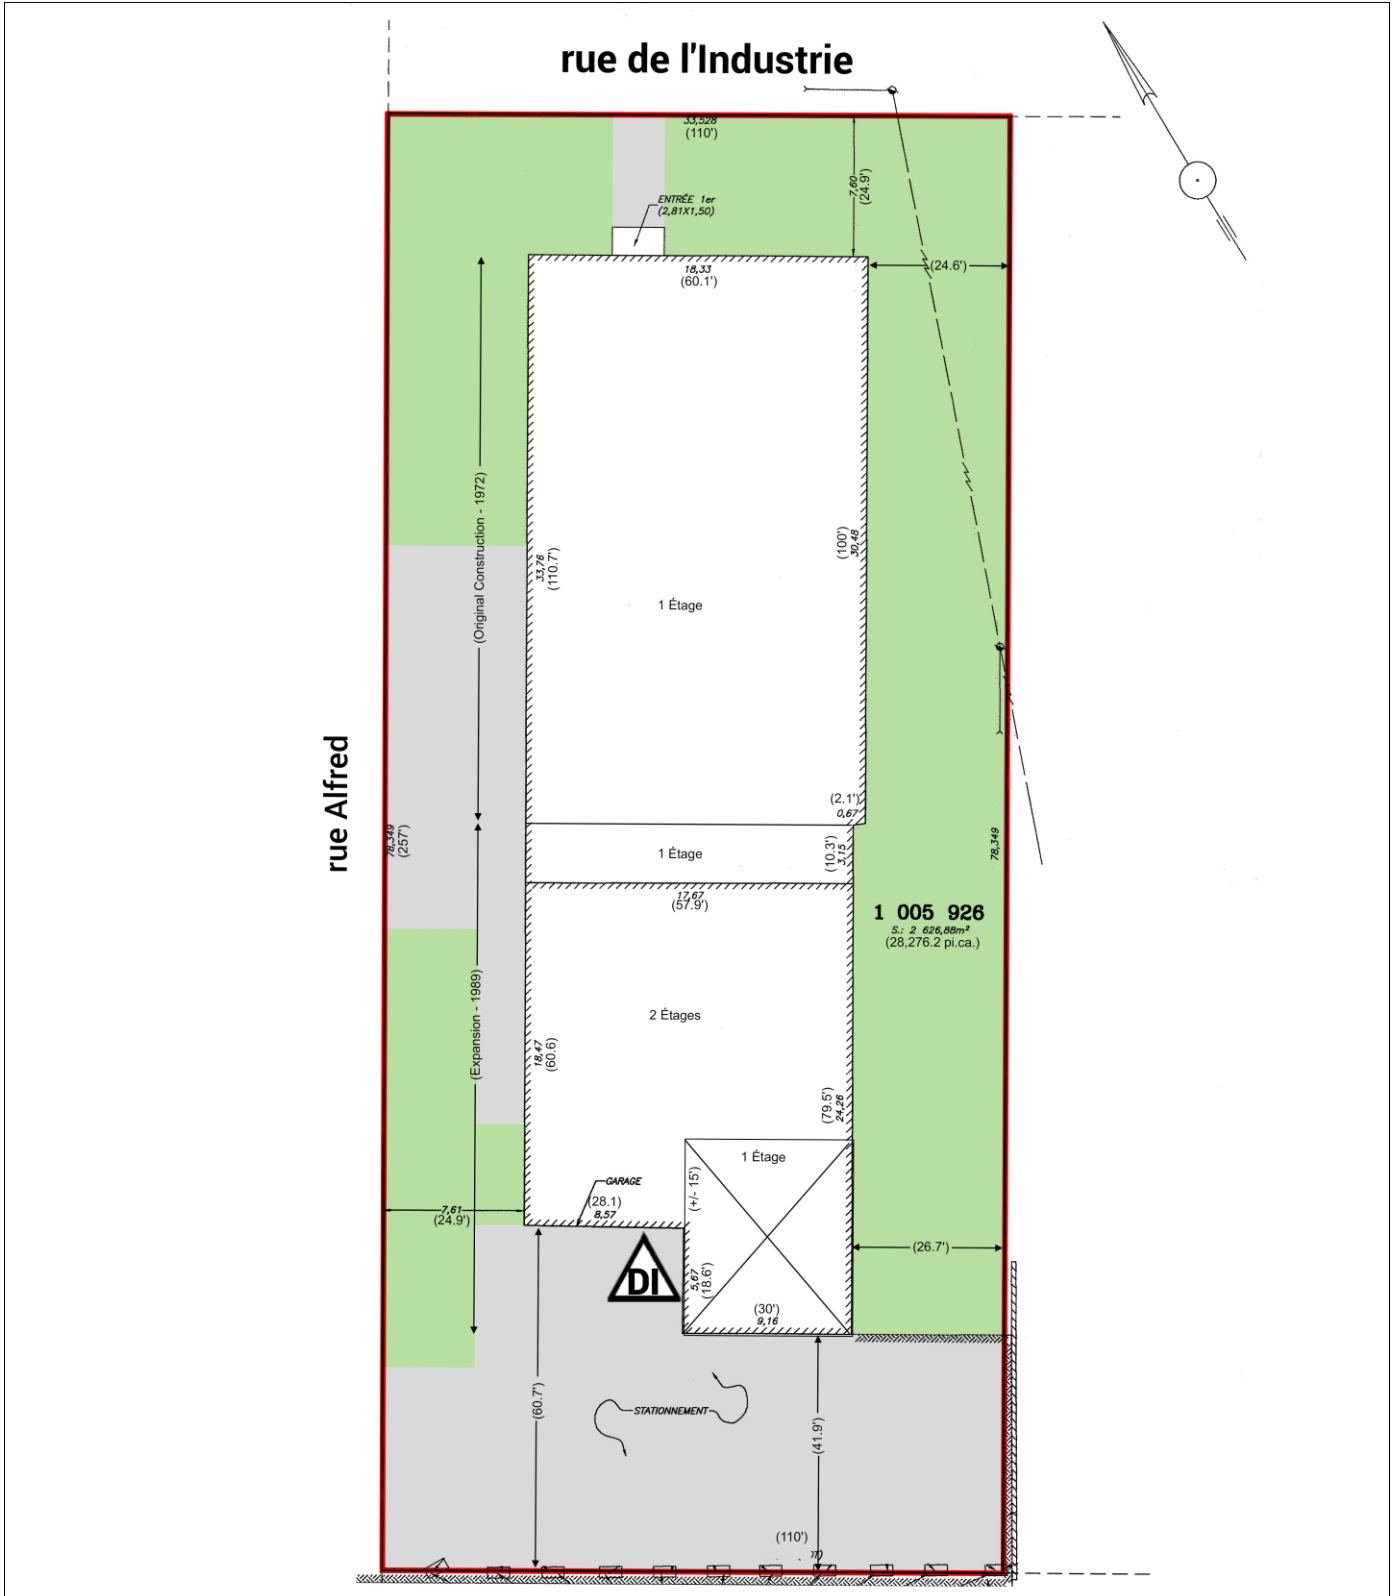 rue de l'Industrie
33,528
(110')
7,60
(24.9')
ENTRÉE 1er
(2,81X1,50)
18,33
(60.1')
(24.6')
(Original Construction - 1972)
33,76
(110.7')
(100')
30,48
1 Étage
rue Alfred
78,349
(257')
(2.1')
0,67
1 Étage
(10.3')
3,15
78,349
17,67
(57.9')
1 005 926
S.: 2 626,88m²
(28,276.2 pi.ca.)
(Expansion - 1989)
2 Étages
18,47
(60.6)
(79.5')
24,26
1 Étage
GARAGE
(+/- 15')
(28.1)
8,57
7,61
(24.9')
(26.7')
DI
5,67
(18.6')
(30')
9,16
(60.7')
STATIONNEMENT
(41.9')
(110')